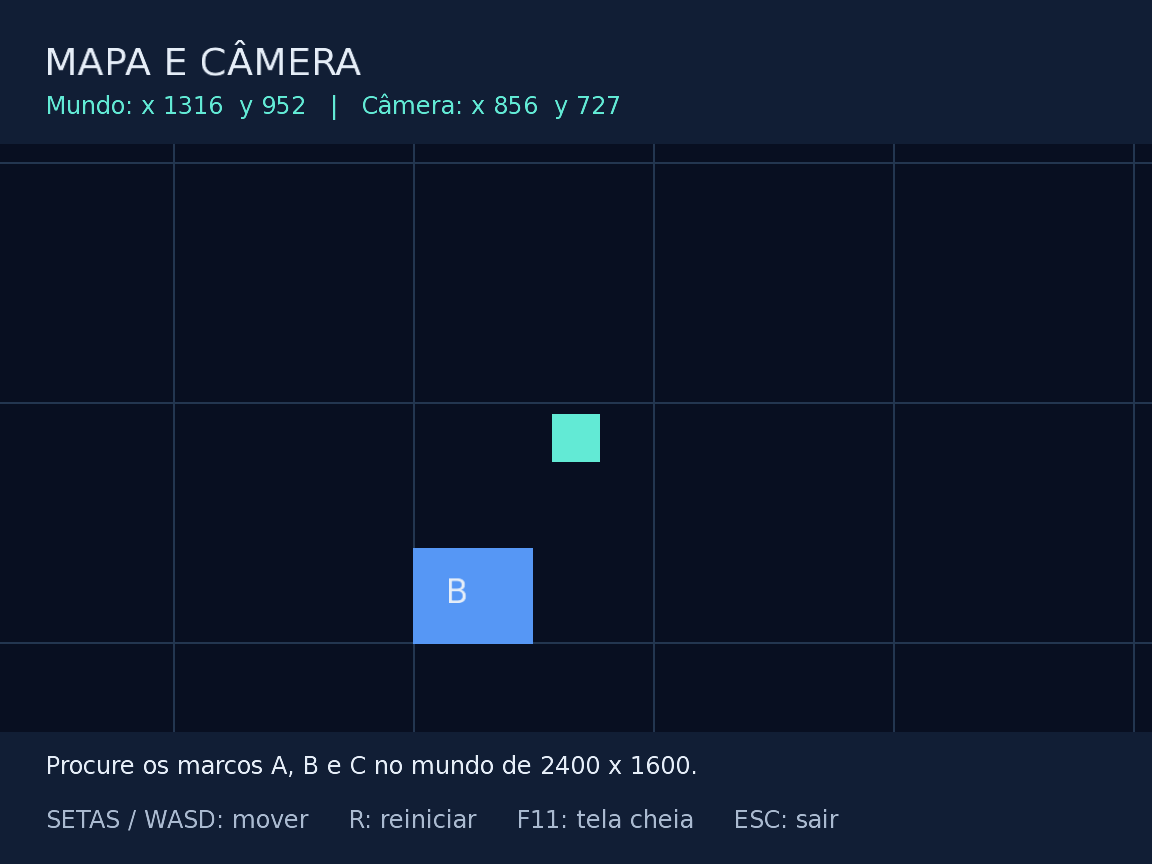 MAPA E CÂMERA
Mundo: x 1316 y 952 | Câmera: x 856 y 727
B
Procure os marcos A, B e C no mundo de 2400 x 1600.
SETAS / WASD: mover R: reiniciar F11: tela cheia ESC: sair